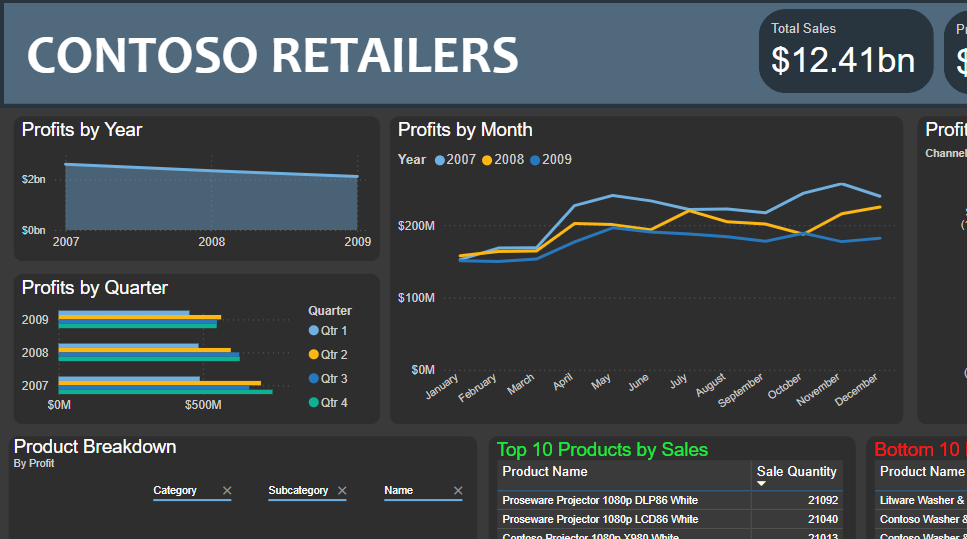 CONTOSO RETAILERS
Total Sales
$12.41bn
Profits by Year
$2bn
$0bn
2007 2008 2009
Profits by Month
Year 2007 2008 2009
$200M
$100M
$0M
January February March April May June July August September October November December
Profits by Quarter
Quarter
2009
Qtr 1
Qtr 2
2008
Qtr 3
2007
Qtr 4
$0M $500M
Channel
Product Breakdown
By Profit
Category Subcategory Name
Top 10 Products by Sales
Product Name Sale Quantity
Proseware Projector 1080p DLP86 White 21092
Proseware Projector 1080p LCD86 White 21040
Contoso Projector 1080p X980 White 21013
Bottom 10
Product Name
Litware Washer &
Contoso Washer &